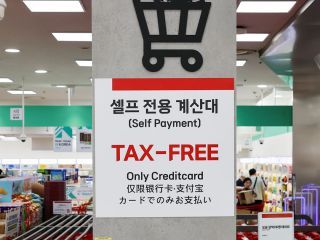 셀프 전용 계산대
(Self Payment)
TAX-FREE
Only Creditcard
仅限银行卡·支付宝
カードでのみお支払い